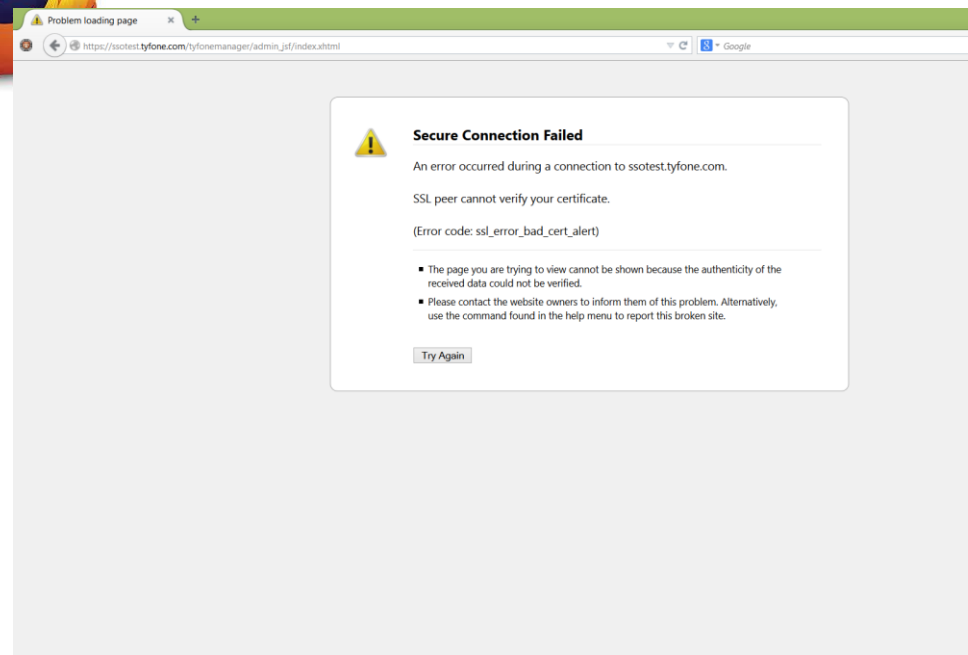 Problem loading page
https://ssotest.tyfone.com/tyfonemanager/admin_jsf/index.xhtml
8 Google
Secure Connection Failed
An error occurred during a connection to ssotest.tyfone.com.
SSL peer cannot verify your certificate.
(Error code: ssl_error_bad_cert_alert)
The page you are trying to view cannot be shown because the authenticity of the
received data could not be verified.
Please contact the website owners to inform them of this problem. Alternatively,
use the command found in the help menu to report this broken site.
Try Again